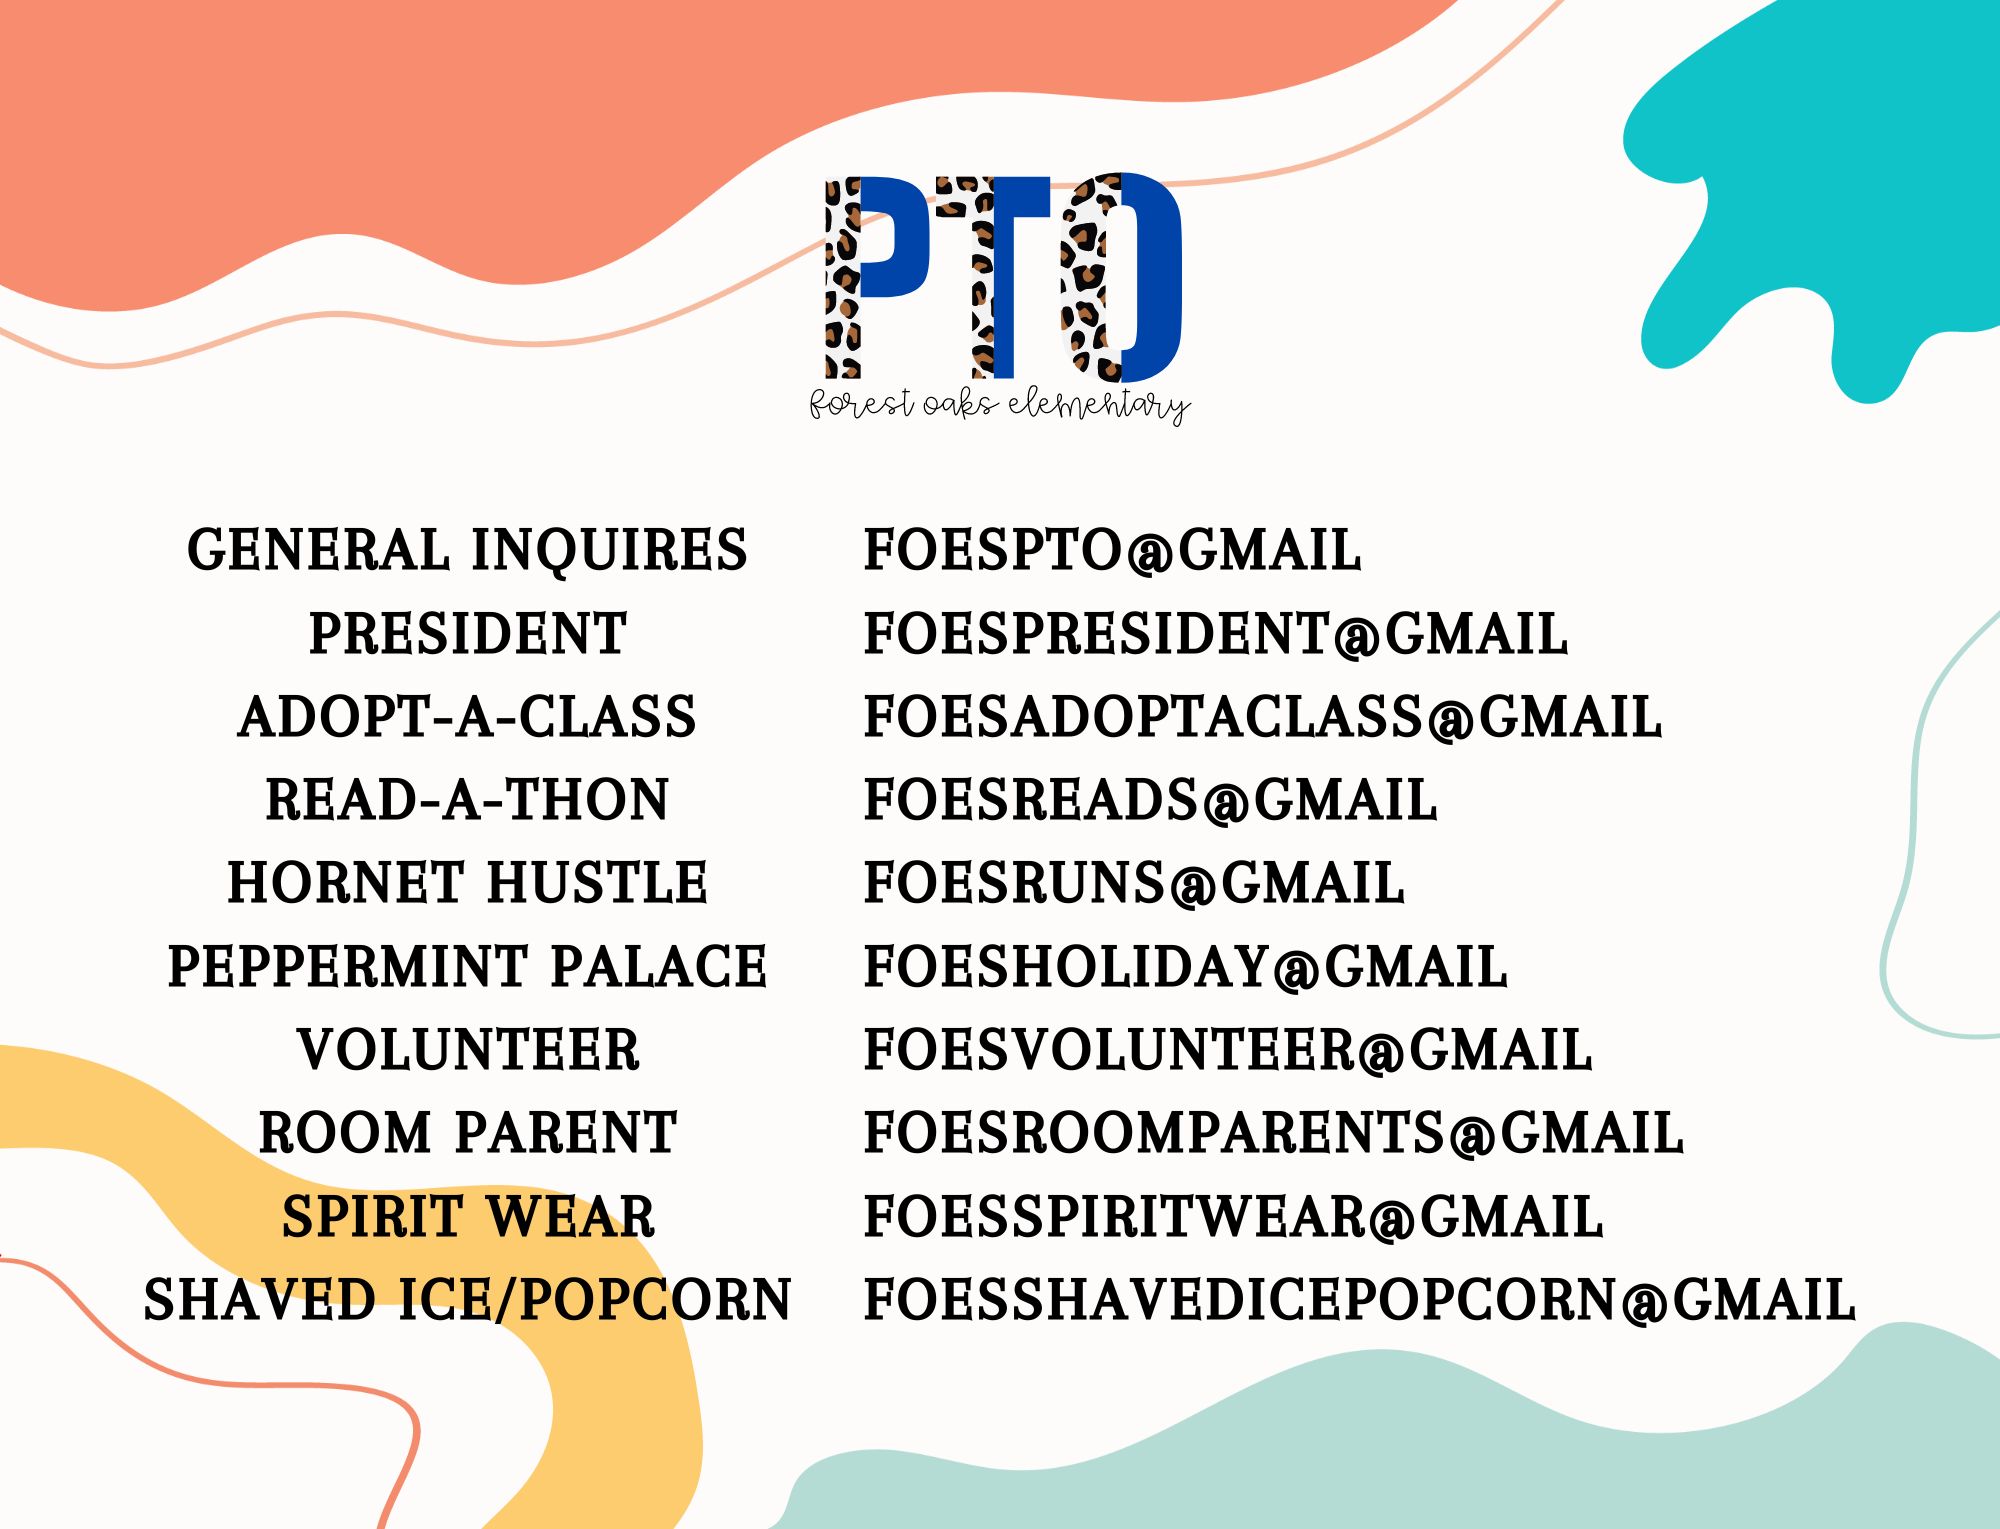 PTO
forest oaks elementary
GENERAL INQUIRES FOESPTO@GMAIL
PRESIDENT FOESPRESIDENT@GMAIL
ADOPT-A-CLASS FOESADOPTACLASS@GMAIL
READ-A-THON FOESREADS@GMAIL
HORNET HUSTLE FOESRUNS@GMAIL
PEPPERMINT PALACE FOESHOLIDAY@GMAIL
VOLUNTEER FOESVOLUNTEER@GMAIL
ROOM PARENT FOESROOMPARENTS@GMAIL
SPIRIT WEAR FOESSPIRITWEAR@GMAIL
SHAVED ICE/POPCORN FOESSHAVEDICEPOPCORN@GMAIL